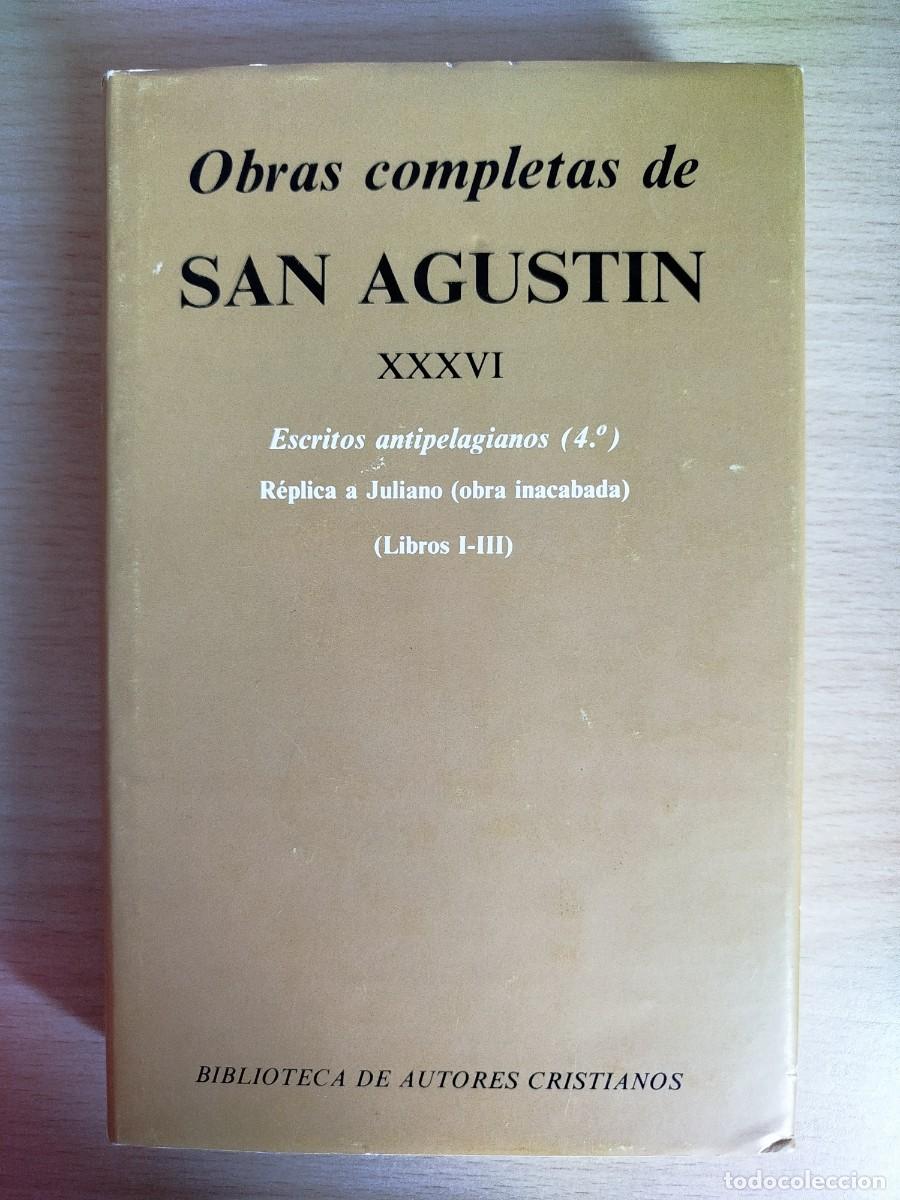 Obras completas de
SAN AGUSTIN
XXXVI
Escritos antipelagianos (4.º)
Réplica a Juliano (obra inacabada)
(Libros I-III)
BIBLIOTECA DE AUTORES CRISTIANOS
todocoleccion